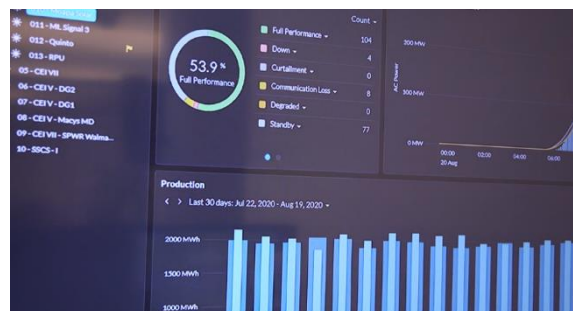 011 - ML Signal 3
012 - Quinto
013 - RPU
05 - CEI VII
06 - CEI V - DG2
07 - CEI V - DG1
08 - CEI V - Macys MD
09 - CEI VII - SPWR Walma...
10 - SSCS - I
53.9 %
Full Performance
Count
Full Performance 104
Down 4
Curtailment 0
Communication Loss 8
Degraded 0
Standby 77
AC Power
200 MW
100 MW
0 MW
00:00 02:00 04:00 06:00
20 Aug
Production
< > Last 30 days: Jul 22, 2020 - Aug 19, 2020
2000 MWh
1500 MWh
1000 MWh